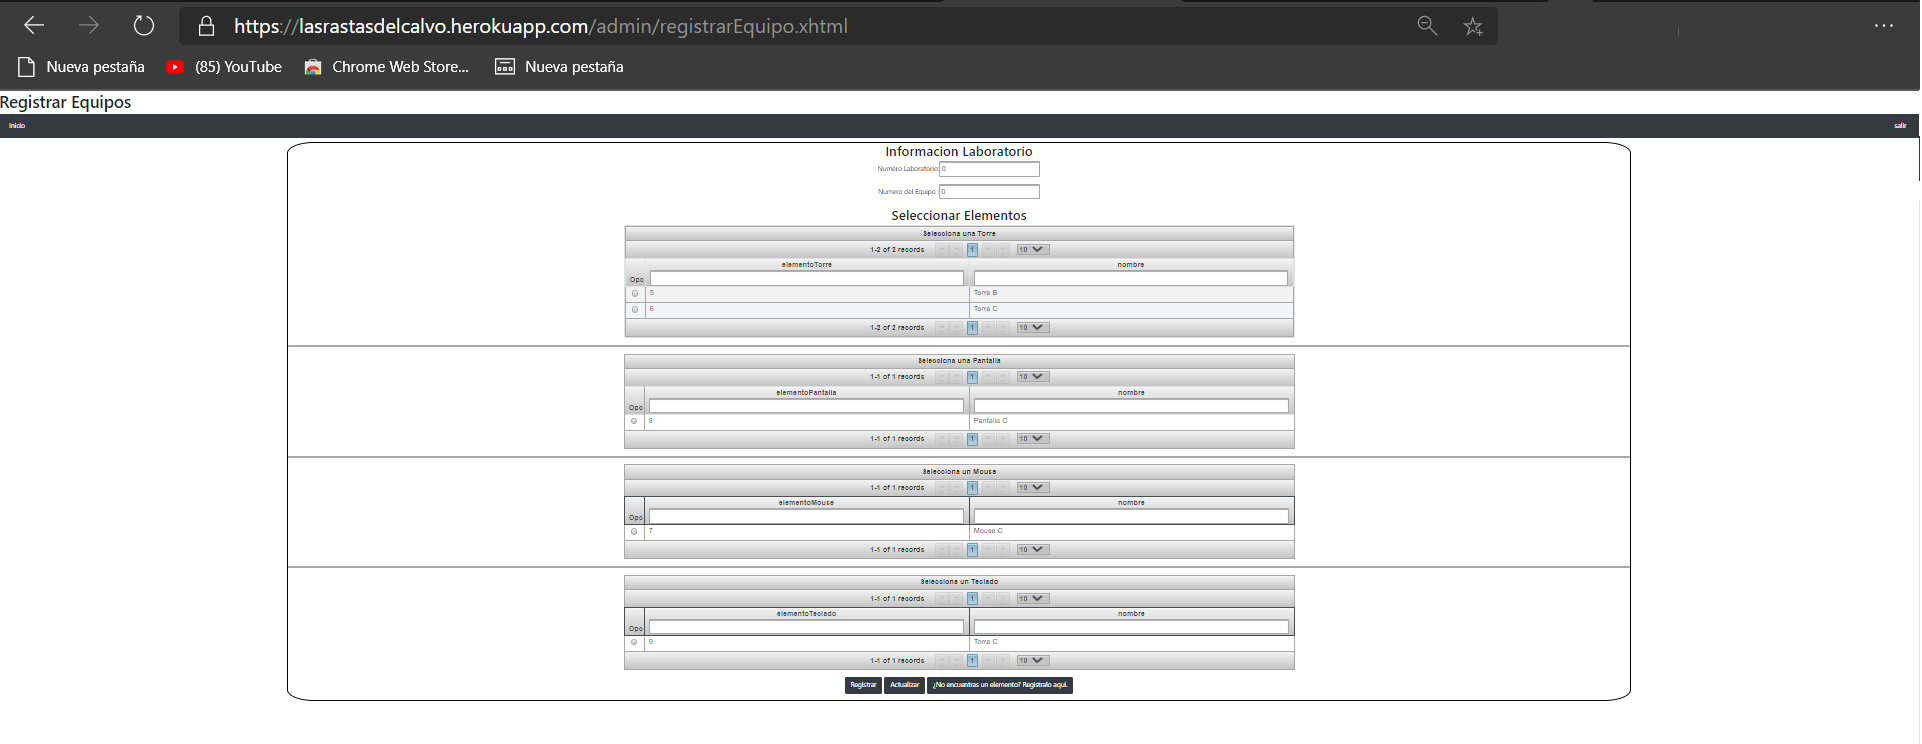 https://lasrastasdelcalvo.herokuapp.com/admin/registrarEquipo.xhtml
Nueva pestaña (85) YouTube Chrome Web Store... Nueva pestaña
Registrar Equipos
Inicio salir
Informacion Laboratorio
Numero Laboratorio: 0
Numero del Equipo : 0
Seleccionar Elementos
Selecciona una Torre
1-2 of 2 records 1 10
elementoTorre nombre
Opc
5 Torre B
6 Torre C
1-2 of 2 records 1 10
Selecciona una Pantalla
1-1 of 1 records 1 10
elementoPantalla nombre
Opc
8 Pantalla C
1-1 of 1 records 1 10
Selecciona un Mouse
1-1 of 1 records 1 10
elementoMouse nombre
Opc
7 Mouse C
1-1 of 1 records 1 10
Selecciona un Teclado
1-1 of 1 records 1 10
elementoTeclado nombre
Opc
9 Torre C
1-1 of 1 records 1 10
Registrar Actualizar ¿No encuentras un elemento? Registralo aqui.